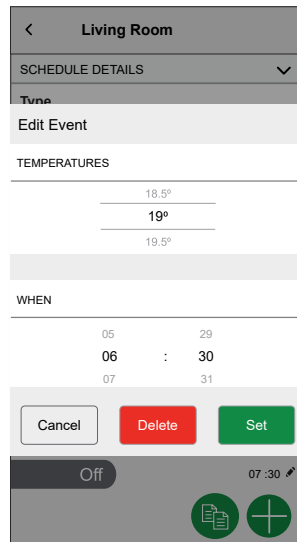 Living Room
SCHEDULE DETAILS
Type
Edit Event
TEMPERATURES
18.5º
19º
19.5º
WHEN
05 29
06 : 30
07 31
Cancel Delete Set
Off 07 :30